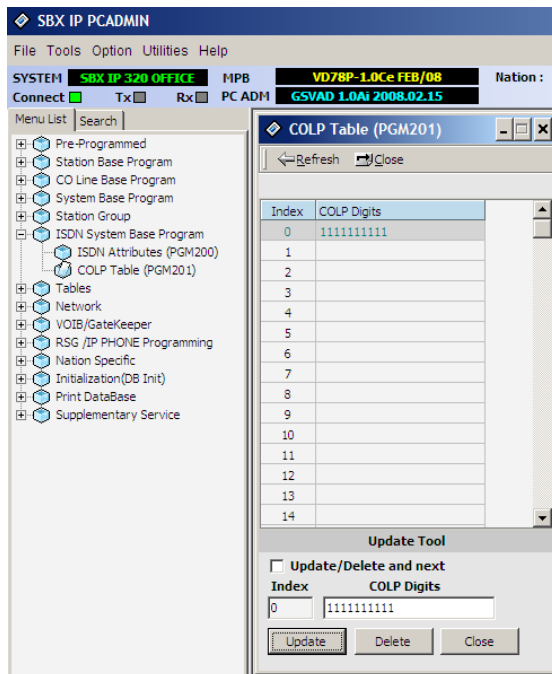 SBX IP PCADMIN
File Tools Option Utilities Help
SYSTEM SBX IP 320 OFFICE MPB VD78P-1.0Ce FEB/08 Nation :
Connect Tx Rx PC ADM GSVAD 1.0Ai 2008.02.15
Menu List Search
Pre-Programmed
Station Base Program
CO Line Base Program
System Base Program
Station Group
ISDN System Base Program
ISDN Attributes (PGM200)
COLP Table (PGM201)
Tables
Network
VOIB/GateKeeper
RSG /IP PHONE Programming
Nation Specific
Initialization(DB Init)
Print DataBase
Supplementary Service
COLP Table (PGM201)
Refresh Close
Index COLP Digits
0 1111111111
1
2
3
4
5
6
7
8
9
10
11
12
13
14
Update Tool
Update/Delete and next
Index COLP Digits
0 1111111111
Update Delete Close